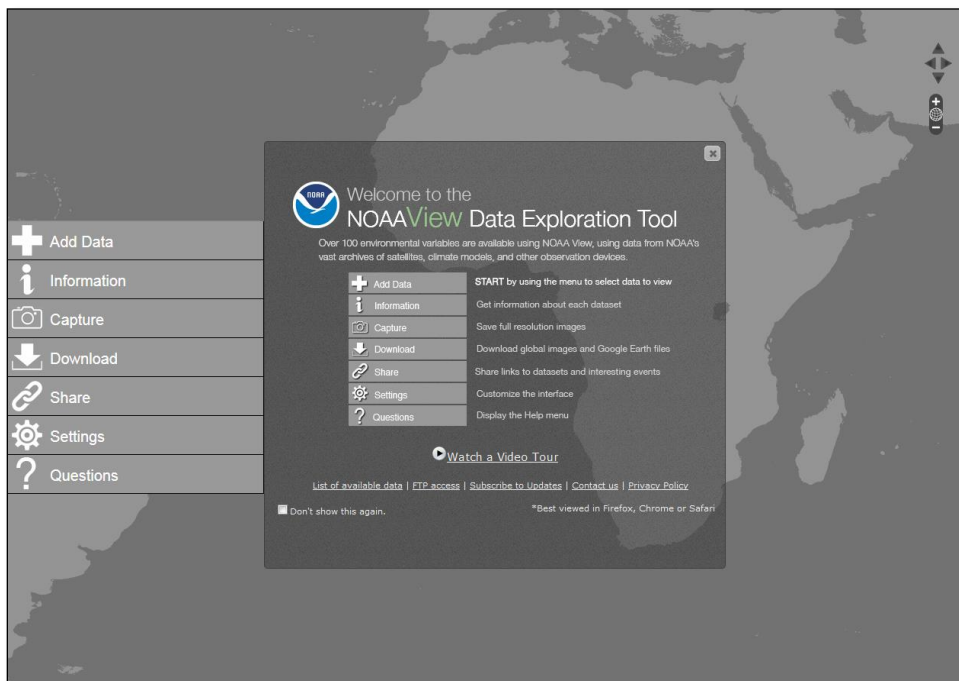 Add Data
Information
Capture
Download
Share
Settings
Questions
NOAA
Welcome to the
NOAAView Data Exploration Tool
Over 100 environmental variables are available using NOAA View, using data from NOAA's
vast archives of satellites, climate models, and other observation devices.
Add Data START by using the menu to select data to view
Information Get information about each dataset
Capture Save full resolution images
Download Download global images and Google Earth files
Share Share links to datasets and interesting events
Settings Customize the interface
Questions Display the Help menu
Watch a Video Tour
List of available data | FTP access | Subscribe to Updates | Contact us | Privacy Policy
Don't show this again. *Best viewed in Firefox, Chrome or Safari